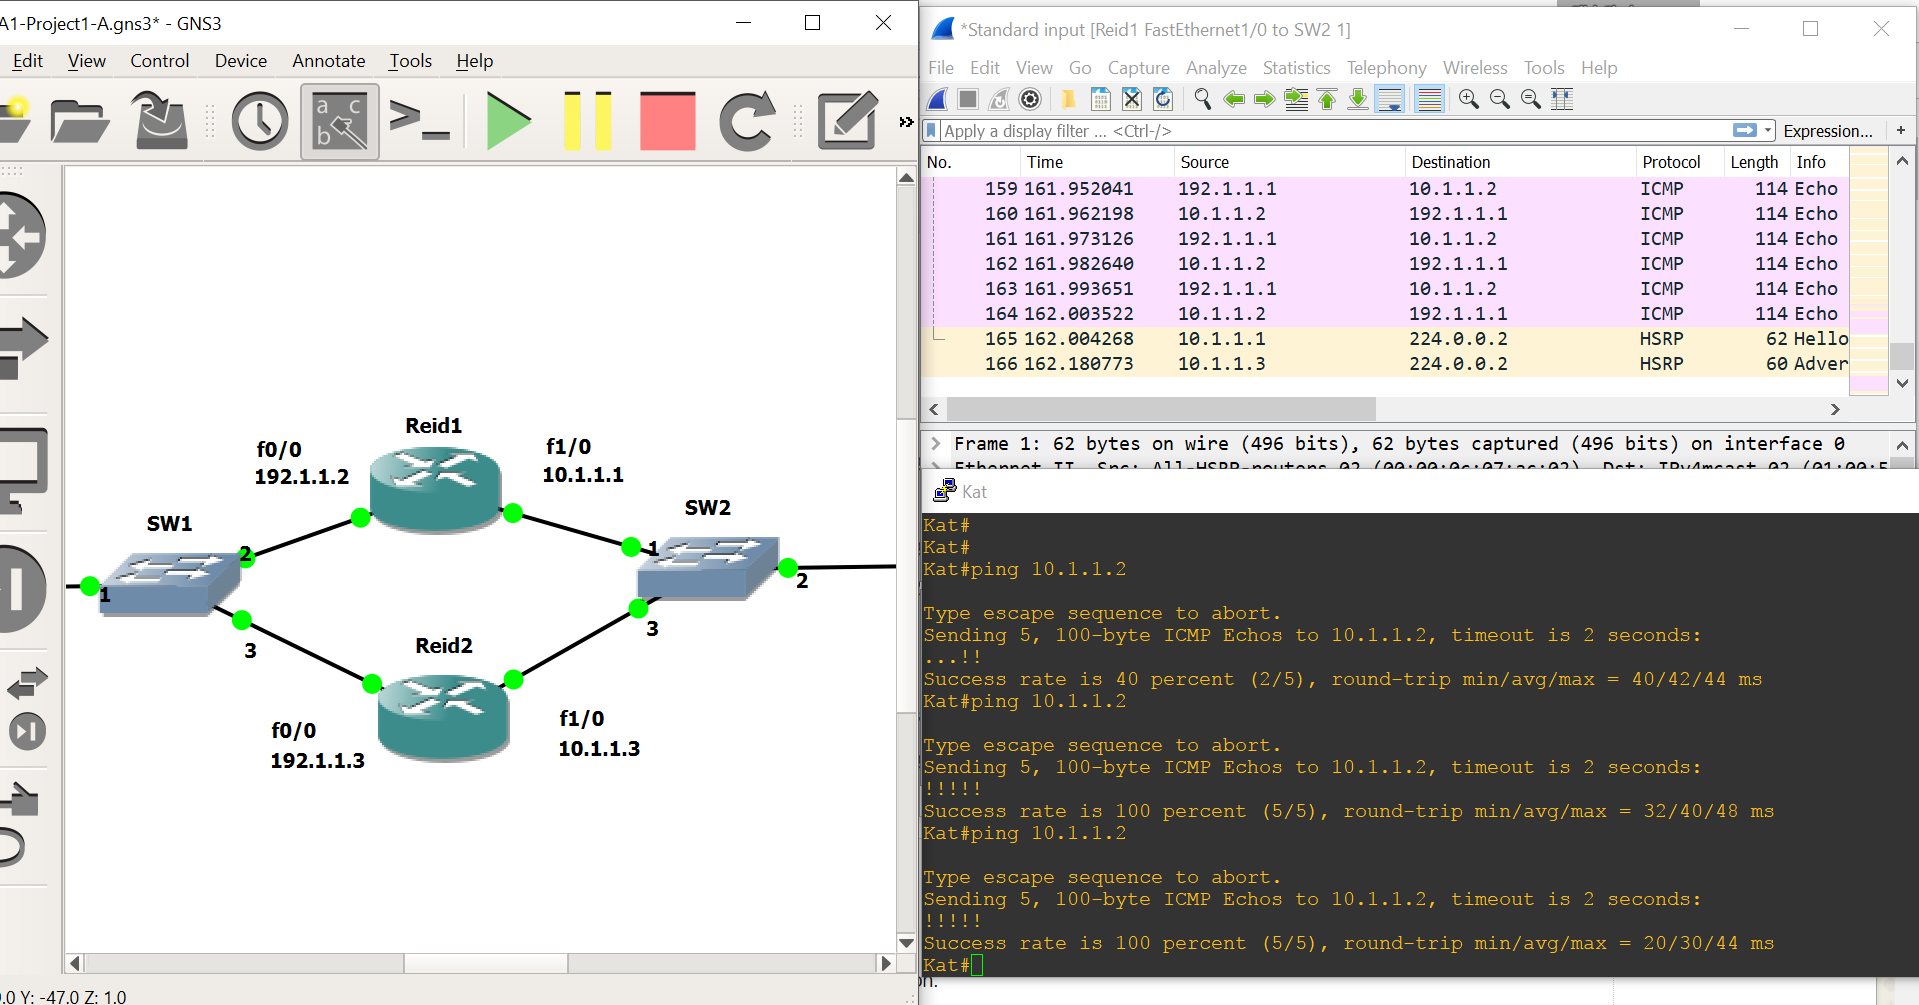 A1-Project1-A.gns3* - GNS3
Edit View Control Device Annotate Tools Help
a c
b
»
Reid1
f0/0
192.1.1.2
f1/0
10.1.1.1
SW1
SW2
2
1
1
2
3
3
Reid2
f0/0
192.1.1.3
f1/0
10.1.1.3
.0 Y: -47.0 Z: 1.0
*Standard input [Reid1 FastEthernet1/0 to SW2 1]
File Edit View Go Capture Analyze Statistics Telephony Wireless Tools Help
Apply a display filter ... <Ctrl-/>
Expression... +
No. Time Source Destination Protocol Length Info
159 161.952041 192.1.1.1 10.1.1.2 ICMP 114 Echo
160 161.962198 10.1.1.2 192.1.1.1 ICMP 114 Echo
161 161.973126 192.1.1.1 10.1.1.2 ICMP 114 Echo
162 161.982640 10.1.1.2 192.1.1.1 ICMP 114 Echo
163 161.993651 192.1.1.1 10.1.1.2 ICMP 114 Echo
164 162.003522 10.1.1.2 192.1.1.1 ICMP 114 Echo
165 162.004268 10.1.1.1 224.0.0.2 HSRP 62 Hello
166 162.180773 10.1.1.3 224.0.0.2 HSRP 60 Adver
Frame 1: 62 bytes on wire (496 bits), 62 bytes captured (496 bits) on interface 0
Ethernet II, Src: All-HSRP-routers_02 (00:00:0c:07:ac:02), Dst: IPv4mcast_02 (01:00:5
Kat
Kat#
Kat#
Kat#ping 10.1.1.2
Type escape sequence to abort.
Sending 5, 100-byte ICMP Echos to 10.1.1.2, timeout is 2 seconds:
...!!
Success rate is 40 percent (2/5), round-trip min/avg/max = 40/42/44 ms
Kat#ping 10.1.1.2
Type escape sequence to abort.
Sending 5, 100-byte ICMP Echos to 10.1.1.2, timeout is 2 seconds:
!!!!!
Success rate is 100 percent (5/5), round-trip min/avg/max = 32/40/48 ms
Kat#ping 10.1.1.2
Type escape sequence to abort.
Sending 5, 100-byte ICMP Echos to 10.1.1.2, timeout is 2 seconds:
!!!!!
Success rate is 100 percent (5/5), round-trip min/avg/max = 20/30/44 ms
Kat#
on.